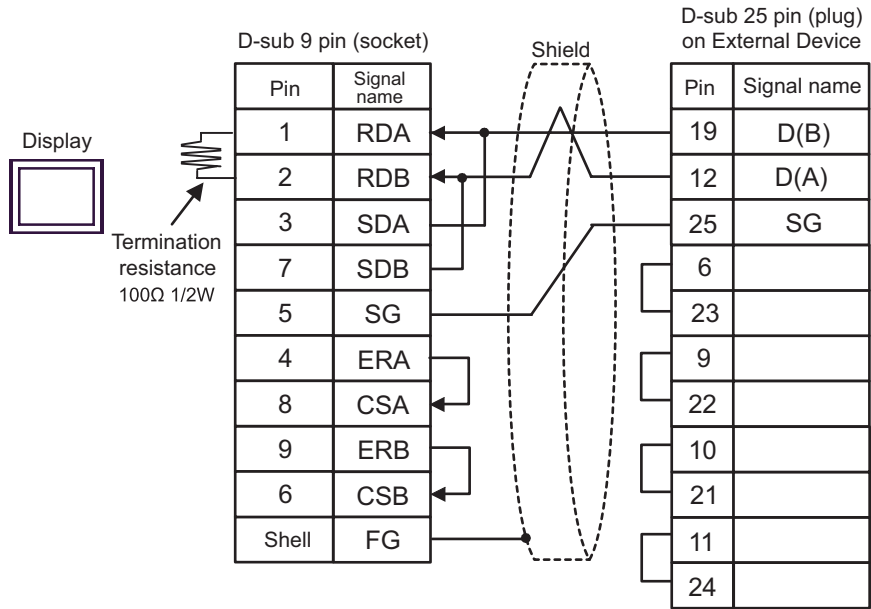 D-sub 9 pin (socket)
Shield
D-sub 25 pin (plug)
on External Device
Display
Termination
resistance
100Ω 1/2W
Pin Signal name
1 RDA
2 RDB
3 SDA
7 SDB
5 SG
4 ERA
8 CSA
9 ERB
6 CSB
Shell FG
Pin Signal name
19 D(B)
12 D(A)
25 SG
6
23
9
22
10
21
11
24